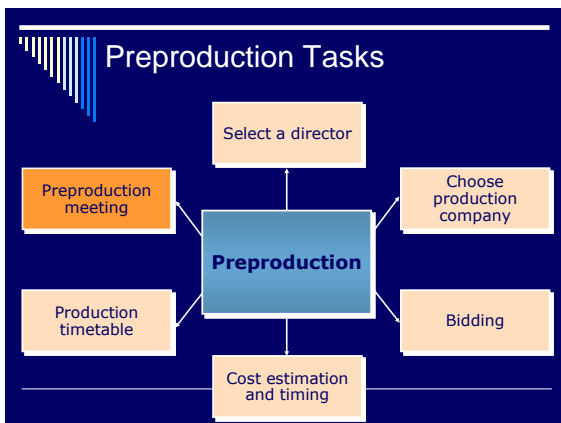 Preproduction Tasks
Select a director
Preproduction
meeting
Choose
production
company
Preproduction
Production
timetable
Bidding
Cost estimation
and timing